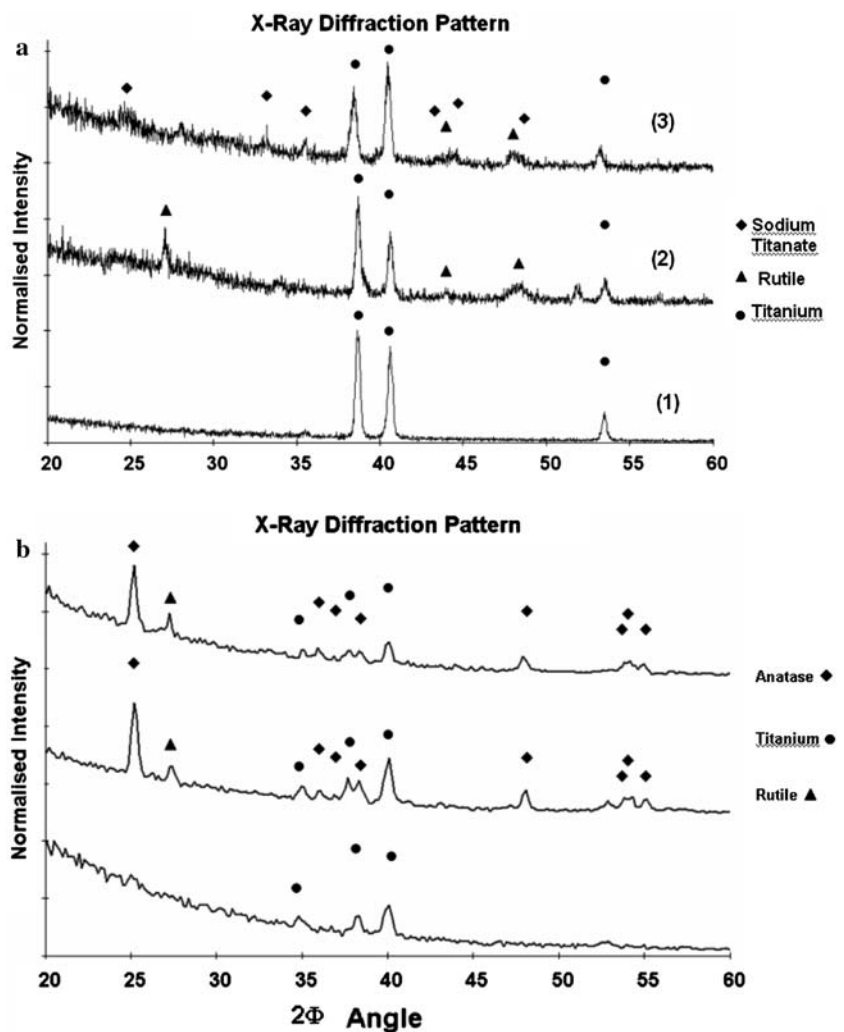 a
X-Ray Diffraction Pattern
Normalised Intensity
(3)
(2)
(1)
Sodium
Titanate
Rutile
Titanium
20 25 30 35 40 45 50 55 60
b
X-Ray Diffraction Pattern
Normalised Intensity
Anatase
Titanium
Rutile
20 25 30 35 40 45 50 55 60
2Φ Angle